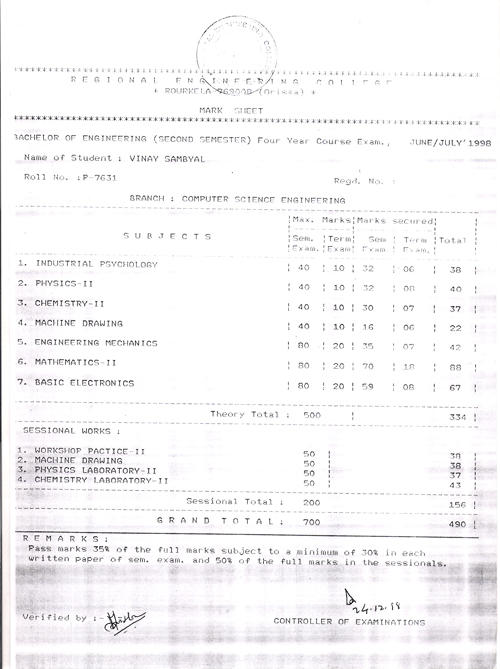 REGIONAL ENGINEERING COLLEGE
* ROURKELA-769008 (Orissa) *
MARK SHEET
BACHELOR OF ENGINEERING (SECOND SEMESTER) Four Year Course Exam., JUNE/JULY'1998
Name of Student : VINAY SAMBYAL
Roll No. :P-7631 Regd. No. :
BRANCH : COMPUTER SCIENCE ENGINEERING
Max. Marks Marks secured
SUBJECTS Sem. Term Sem Term Total
Exam. Exam Exam. Exam.
1. INDUSTRIAL PSYCHOLOGY 40 10 32 06 38
2. PHYSICS-II 40 10 32 08 40
3. CHEMISTRY-II 40 10 30 07 37
4. MACHINE DRAWING 40 10 16 06 22
5. ENGINEERING MECHANICS 80 20 35 07 42
6. MATHEMATICS-II 80 20 70 18 88
7. BASIC ELECTRONICS 80 20 59 08 67
Theory Total : 500 334
SESSIONAL WORKS :
1. WORKSHOP PACTICE-II 50 38
2. MACHINE DRAWING 50 38
3. PHYSICS LABORATORY-II 50 37
4. CHEMISTRY LABORATORY-II 50 43
Sessional Total : 200 156
GRAND TOTAL: 700 490
REMARKS:
Pass marks 35% of the full marks subject to a minimum of 30% in each
written paper of sem. exam. and 50% of the full marks in the sessionals.
24.12.98
Verified by :- CONTROLLER OF EXAMINATIONS